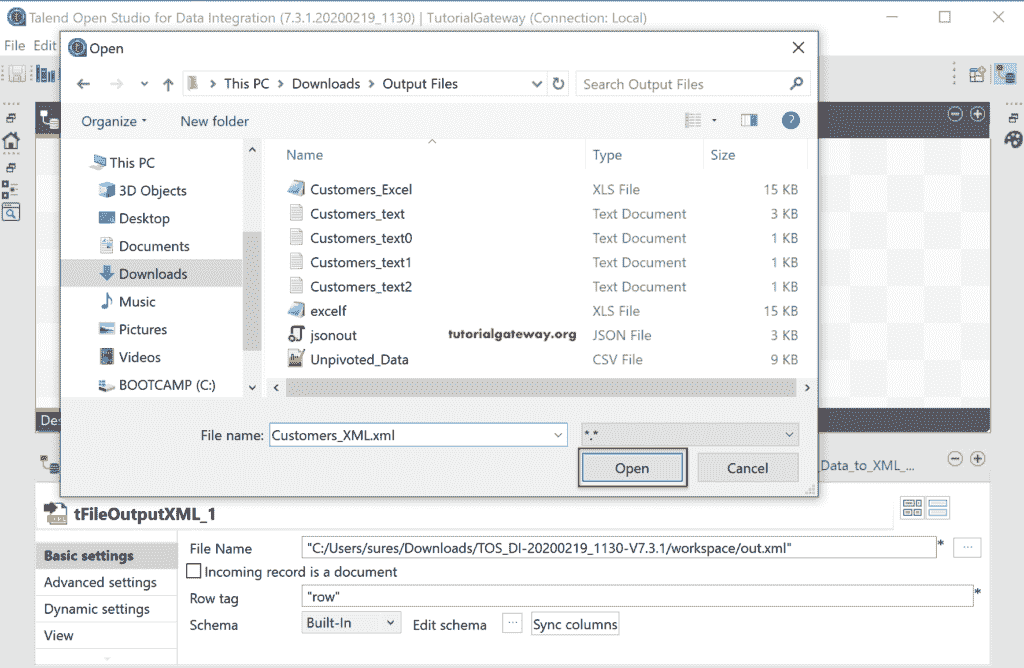 Talend Open Studio for Data Integration (7.3.1.20200219_1130) | TutorialGateway (Connection: Local)
File Edit
Open
This PC > Downloads > Output Files
Search Output Files
Organize
New folder
Name Type Size
This PC
3D Objects
Desktop
Documents
Downloads
Music
Pictures
Videos
BOOTCAMP (C:)
Customers_Excel XLS File 15 KB
Customers_text Text Document 3 KB
Customers_text0 Text Document 1 KB
Customers_text1 Text Document 1 KB
Customers_text2 Text Document 1 KB
excelf XLS File 15 KB
jsonout JSON File 3 KB
tutorialgateway.org
Unpivoted_Data CSV File 9 KB
Des
File name: Customers_XML.xml *.*
Open Cancel
_Data_to_XML_...
tFileOutputXML_1
Basic settings
Advanced settings
Dynamic settings
View
File Name "C:/Users/sures/Downloads/TOS_DI-20200219_1130-V7.3.1/workspace/out.xml" * ...
Incoming record is a document
Row tag "row" *
Schema Built-In Edit schema ... Sync columns